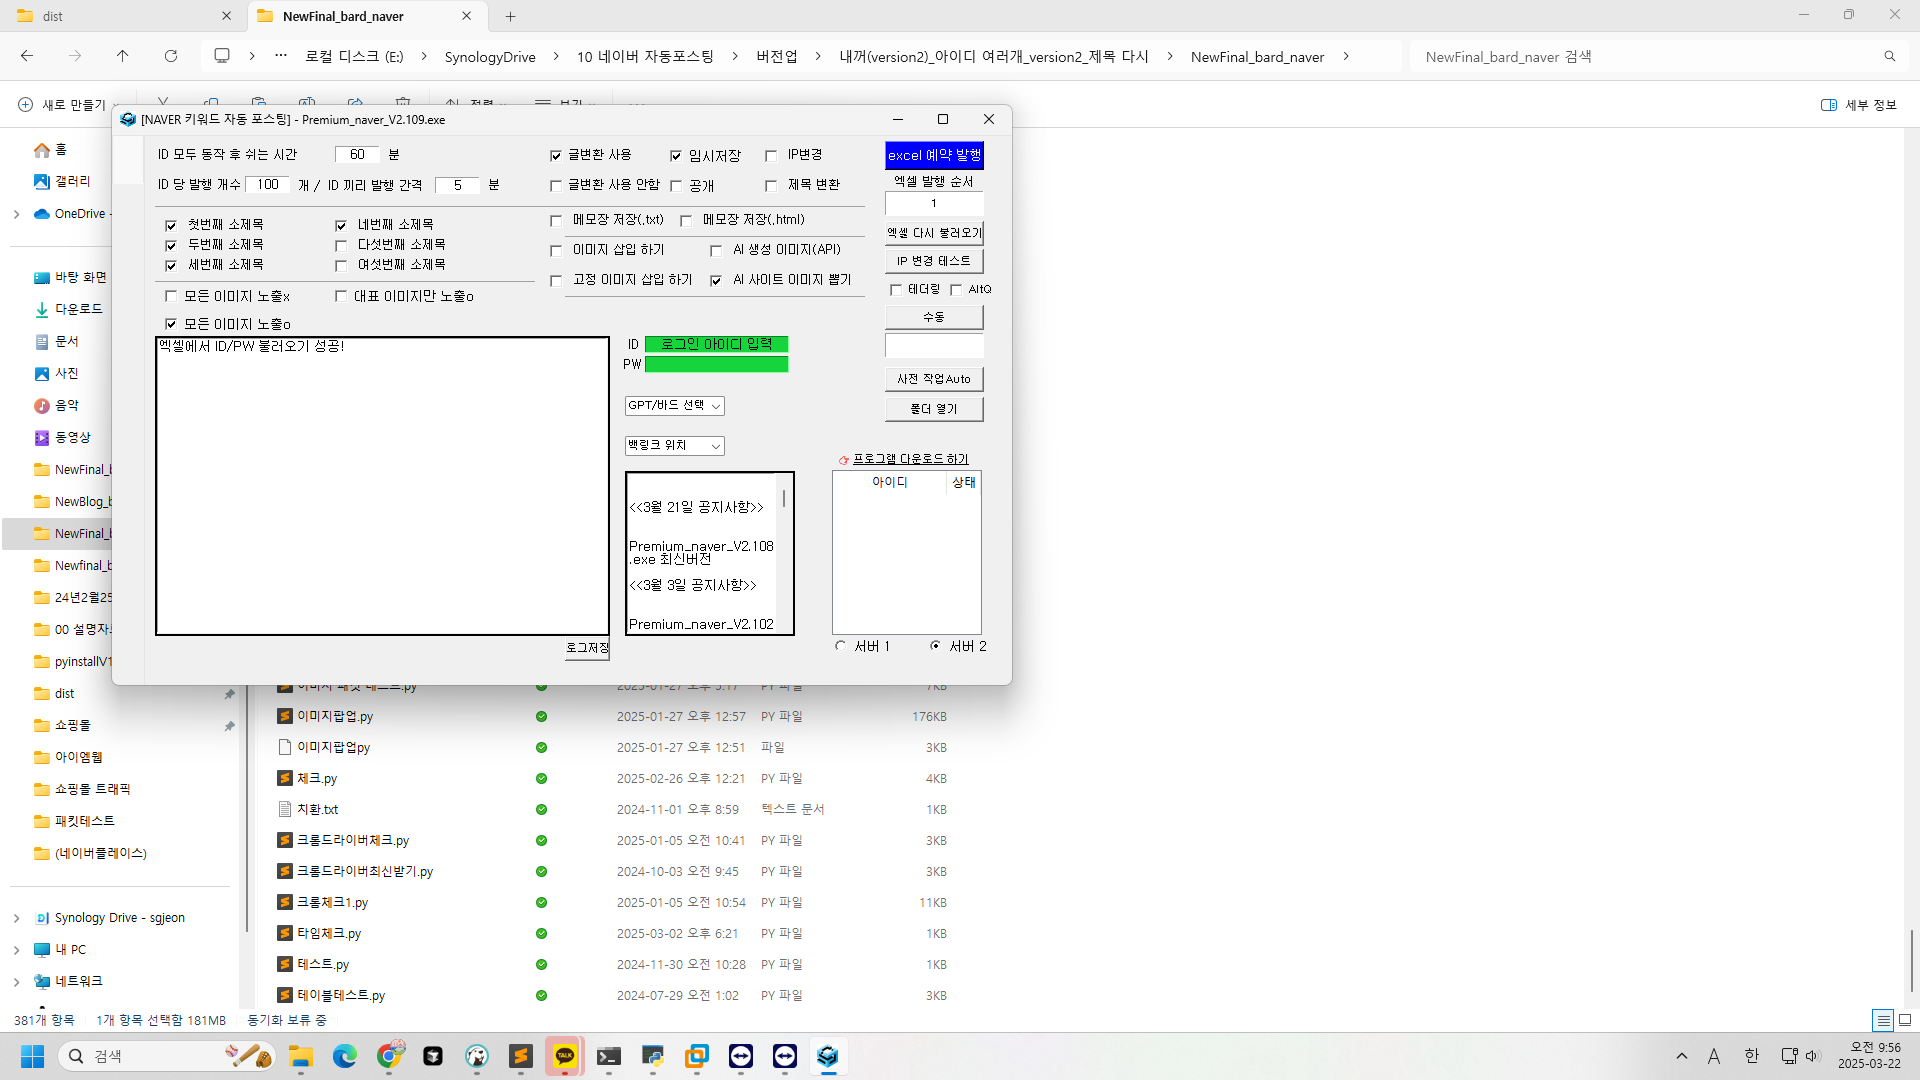 dist
NewFinal_bard_naver
로컬 디스크 (E:)
SynologyDrive
10 네이버 자동포스팅
버전업
내꺼(version2)_아이디 여러개_version2_제목 다시
NewFinal_bard_naver
NewFinal_bard_naver 검색
새로 만들기
세부 정보
홈
갤러리
OneDrive -
바탕 화면
다운로드
문서
사진
음악
동영상
NewFinal_b
NewBlog_b
NewFinal_b
Newfinal_b
24년2월25
00 설명자료
pyinstallV1
dist
쇼핑몰
아이엠웹
쇼핑몰 트래픽
패킷테스트
(네이버플레이스)
Synology Drive - sgjeon
내 PC
네트워크
[NAVER 키워드 자동 포스팅] - Premium_naver_V2.109.exe
ID 모두 동작 후 쉬는 시간 60 분
ID 당 발행 개수 100 개 / ID 끼리 발행 간격 5 분
글변환 사용 임시저장 IP변경
글변환 사용 안함 공개 제목 변환
첫번째 소제목 네번째 소제목
두번째 소제목 다섯번째 소제목
세번째 소제목 여섯번째 소제목
모든 이미지 노출x 대표 이미지만 노출o
모든 이미지 노출o
메모장 저장(.txt) 메모장 저장(.html)
이미지 삽입 하기 AI 생성 이미지(API)
고정 이미지 삽입 하기 AI 사이트 이미지 뽑기
excel 예약 발행
엑셀 발행 순서
1
엑셀 다시 불러오기
IP 변경 테스트
테더링 AltQ
수동
사전 작업Auto
폴더 열기
엑셀에서 ID/PW 불러오기 성공!
로그저장
ID 로그인 아이디 입력
PW
GPT/바드 선택
백링크 위치
<<3월 21일 공지사항>>
Premium_naver_V2.108
.exe 최신버전
<<3월 3일 공지사항>>
Premium_naver_V2.102
프로그램 다운로드 하기
아이디 상태
서버 1 서버 2
이미지 패킷 테스트.py 2025-01-27 오후 5:17 PY 파일 7KB
이미지팝업.py 2025-01-27 오후 12:57 PY 파일 176KB
이미지팝업py 2025-01-27 오후 12:51 파일 3KB
체크.py 2025-02-26 오후 12:21 PY 파일 4KB
치환.txt 2024-11-01 오후 8:59 텍스트 문서 1KB
크롬드라이버체크.py 2025-01-05 오전 10:41 PY 파일 3KB
크롬드라이버최신받기.py 2024-10-03 오전 9:45 PY 파일 3KB
크롬체크1.py 2025-01-05 오전 10:54 PY 파일 11KB
타임체크.py 2025-03-02 오후 6:21 PY 파일 1KB
테스트.py 2024-11-30 오전 10:28 PY 파일 1KB
테이블테스트.py 2024-07-29 오전 1:02 PY 파일 3KB
381개 항목 1개 항목 선택함 181MB 동기화 보류 중
검색
TALK
A
한
오전 9:56
2025-03-22